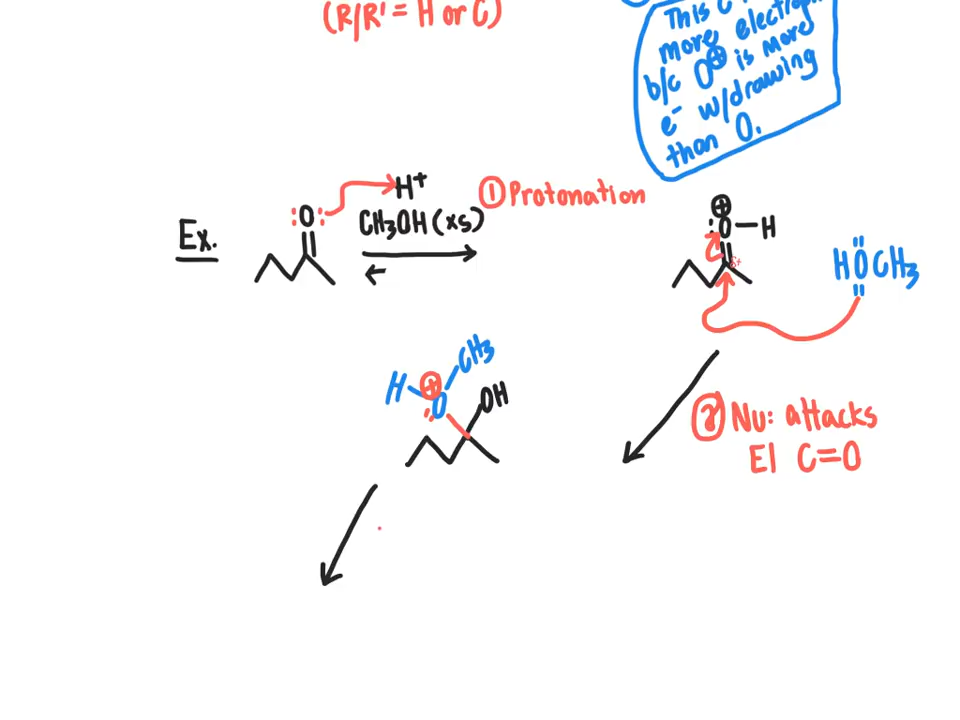 (R/R' = H or C)
This C
more electroph
b/c O⊕ is more
e⁻ w/drawing
than O.
Ex.
:O:
H⁺
CH₃OH (xs)
① Protonation
⊕
:O—H
δ+
HÖCH₃
H
⊕
CH₃
:O
OH
② Nu: attacks
El C=O